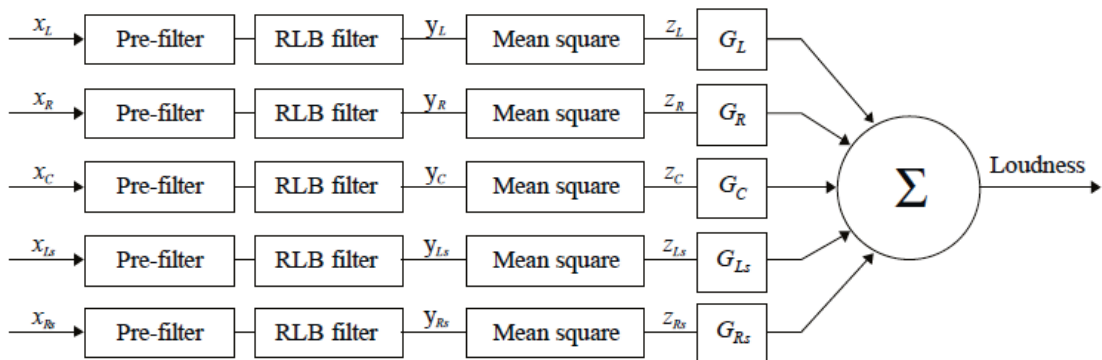 x_L Pre-filter RLB filter y_L Mean square z_L G_L
x_R Pre-filter RLB filter y_R Mean square z_R G_R
x_C Pre-filter RLB filter y_C Mean square z_C G_C
Σ
Loudness
x_Ls Pre-filter RLB filter y_Ls Mean square z_Ls G_Ls
x_Rs Pre-filter RLB filter y_Rs Mean square z_Rs G_Rs